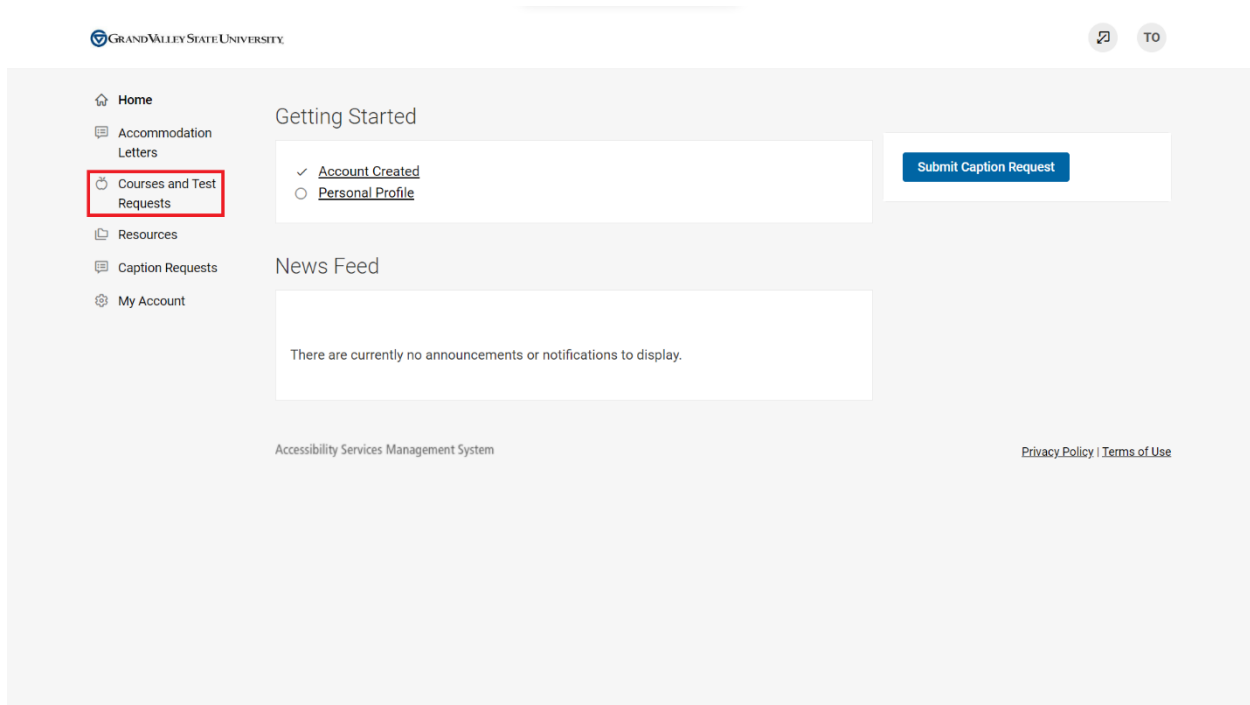 GRAND VALLEY STATE UNIVERSITY.
TO
Home
Accommodation
Letters
Courses and Test
Requests
Resources
Caption Requests
My Account
Getting Started
Account Created
Personal Profile
Submit Caption Request
News Feed
There are currently no announcements or notifications to display.
Accessibility Services Management System
Privacy Policy | Terms of Use